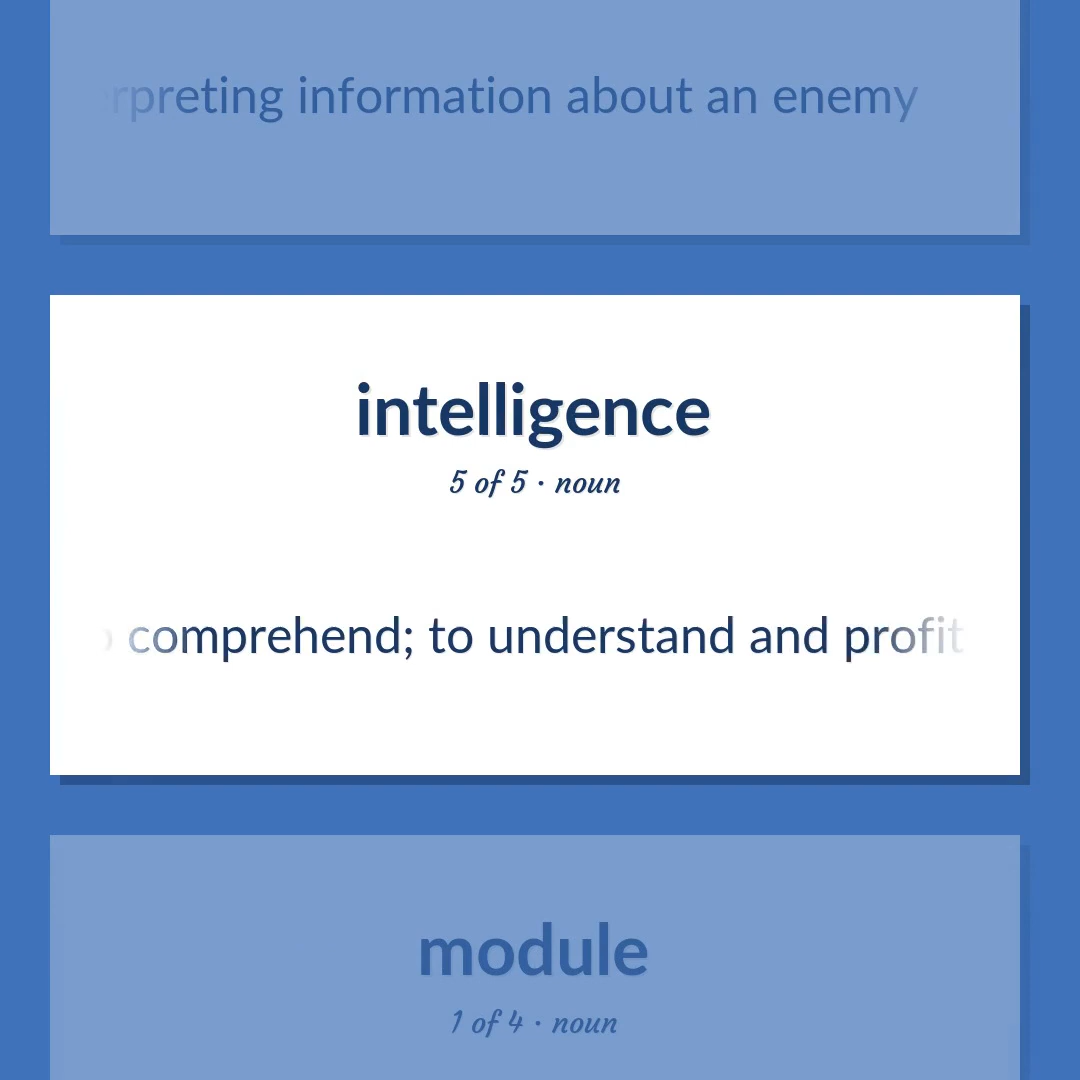 rpreting information about an enemy
intelligence
5 of 5 · noun
comprehend; to understand and profit
module
1 of 4 · noun